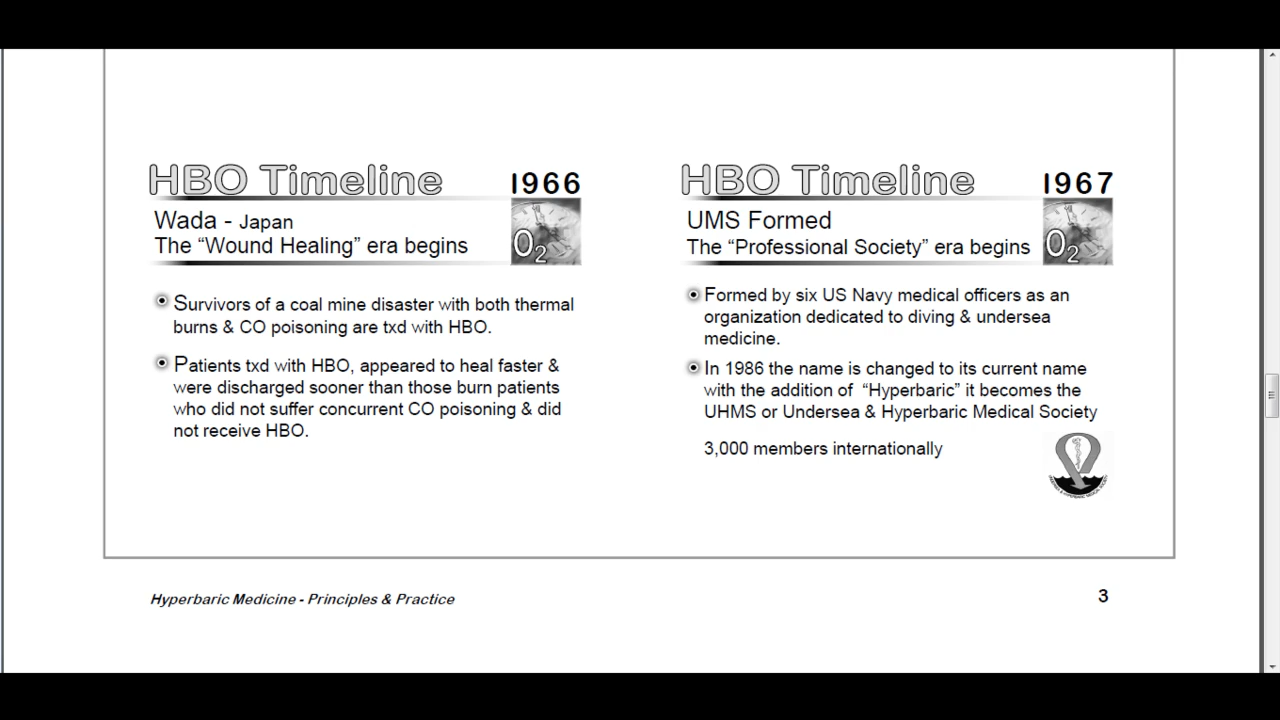 HBO Timeline 1966
Wada - Japan
The “Wound Healing” era begins
O2
Survivors of a coal mine disaster with both thermal
burns & CO poisoning are txd with HBO.
Patients txd with HBO, appeared to heal faster &
were discharged sooner than those burn patients
who did not suffer concurrent CO poisoning & did
not receive HBO.
HBO Timeline 1967
UMS Formed
The “Professional Society” era begins
O2
Formed by six US Navy medical officers as an
organization dedicated to diving & undersea
medicine.
In 1986 the name is changed to its current name
with the addition of “Hyperbaric” it becomes the
UHMS or Undersea & Hyperbaric Medical Society
3,000 members internationally
Hyperbaric Medicine - Principles & Practice
3